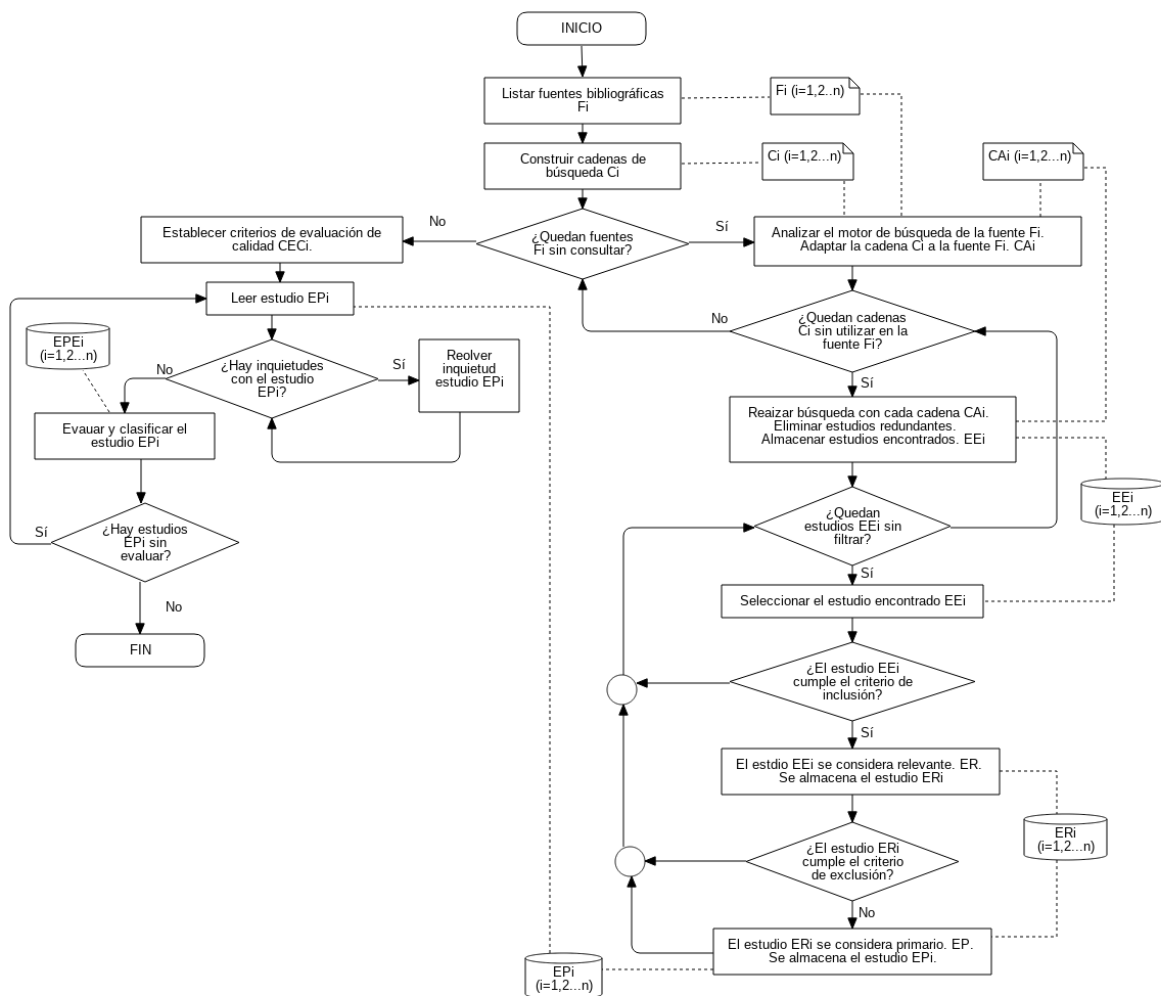 INICIO
Listar fuentes bibliográficas
Fi
Fi (i=1,2..n)
Construir cadenas de
búsqueda Ci
Ci (i=1,2...n)
CAi (i=1,2...n)
¿Quedan fuentes
Fi sin consultar?
No
Sí
Establecer criterios de evaluación de
calidad CECi.
Analizar el motor de búsqueda de la fuente Fi.
Adaptar la cadena Ci a la fuente Fi. CAi
Leer estudio EPi
¿Quedan cadenas
Ci sin utilizar en la
fuente Fi?
No
Sí
EPEi
(i=1,2...n)
¿Hay inquietudes
con el estudio
EPi?
No
Sí
Reolver
inquietud
estudio EPi
Evauar y clasificar el
estudio EPi
Reaizar búsqueda con cada cadena CAi.
Eliminar estudios redundantes.
Almacenar estudios encontrados. EEi
EEi
(i=1,2...n)
¿Hay estudios
EPi sin
evaluar?
Sí
No
FIN
¿Quedan
estudios EEi sin
filtrar?
Sí
Seleccionar el estudio encontrado EEi
¿El estudio EEi
cumple el criterio de
inclusión?
Sí
El estdio EEi se considera relevante. ER.
Se almacena el estudio ERi
ERi
(i=1,2...n)
¿El estudio ERi
cumple el criterio
de exclusión?
No
El estudio ERi se considera primario. EP.
Se almacena el estudio EPi.
EPi
(i=1,2...n)